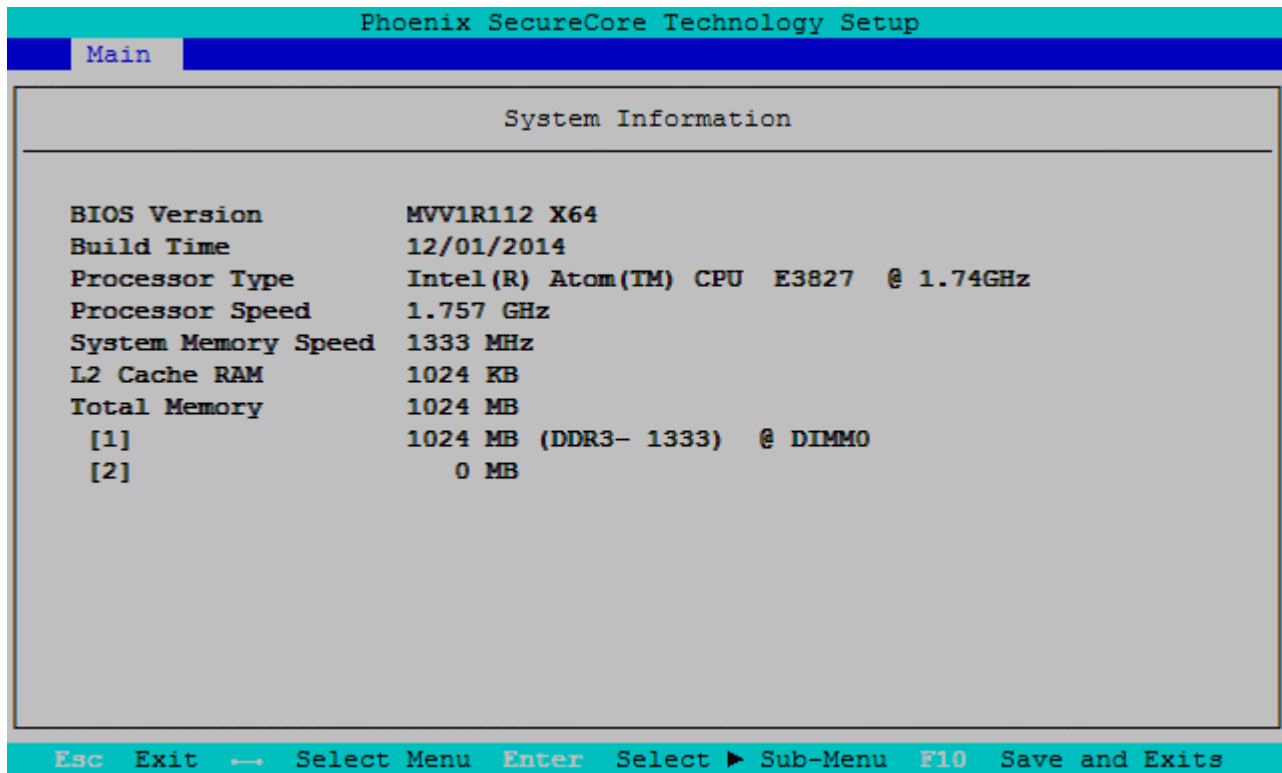 Phoenix SecureCore Technology Setup
Main
System Information
BIOS Version MVV1R112 X64
Build Time 12/01/2014
Processor Type Intel(R) Atom(TM) CPU E3827 @ 1.74GHz
Processor Speed 1.757 GHz
System Memory Speed 1333 MHz
L2 Cache RAM 1024 KB
Total Memory 1024 MB
[1] 1024 MB (DDR3- 1333) @ DIMM0
[2] 0 MB
Esc Exit ←→ Select Menu Enter Select ► Sub-Menu F10 Save and Exits